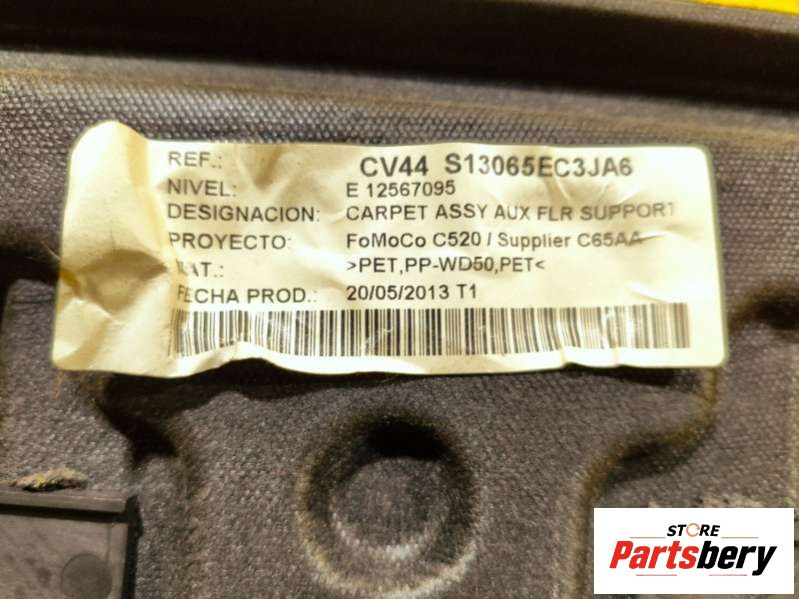 REF.: CV44 S13065EC3JA6
NIVEL: E 12567095
DESIGNACION: CARPET ASSY AUX FLR SUPPORT
PROYECTO: FoMoCo C520 / Supplier C65AA
MAT.: >PET,PP-WD50,PET<
FECHA PROD.: 20/05/2013 T1
STORE
Partsbery